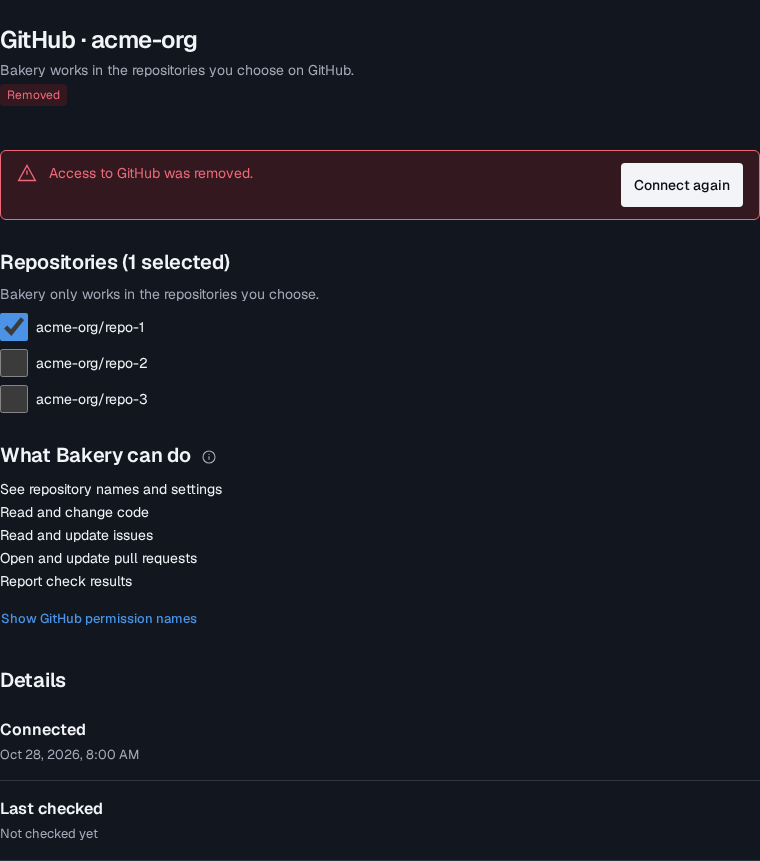 GitHub · acme-org
Bakery works in the repositories you choose on GitHub.
Removed
Access to GitHub was removed.
Connect again
Repositories (1 selected)
Bakery only works in the repositories you choose.
acme-org/repo-1
acme-org/repo-2
acme-org/repo-3
What Bakery can do
See repository names and settings
Read and change code
Read and update issues
Open and update pull requests
Report check results
Show GitHub permission names
Details
Connected
Oct 28, 2026, 8:00 AM
Last checked
Not checked yet